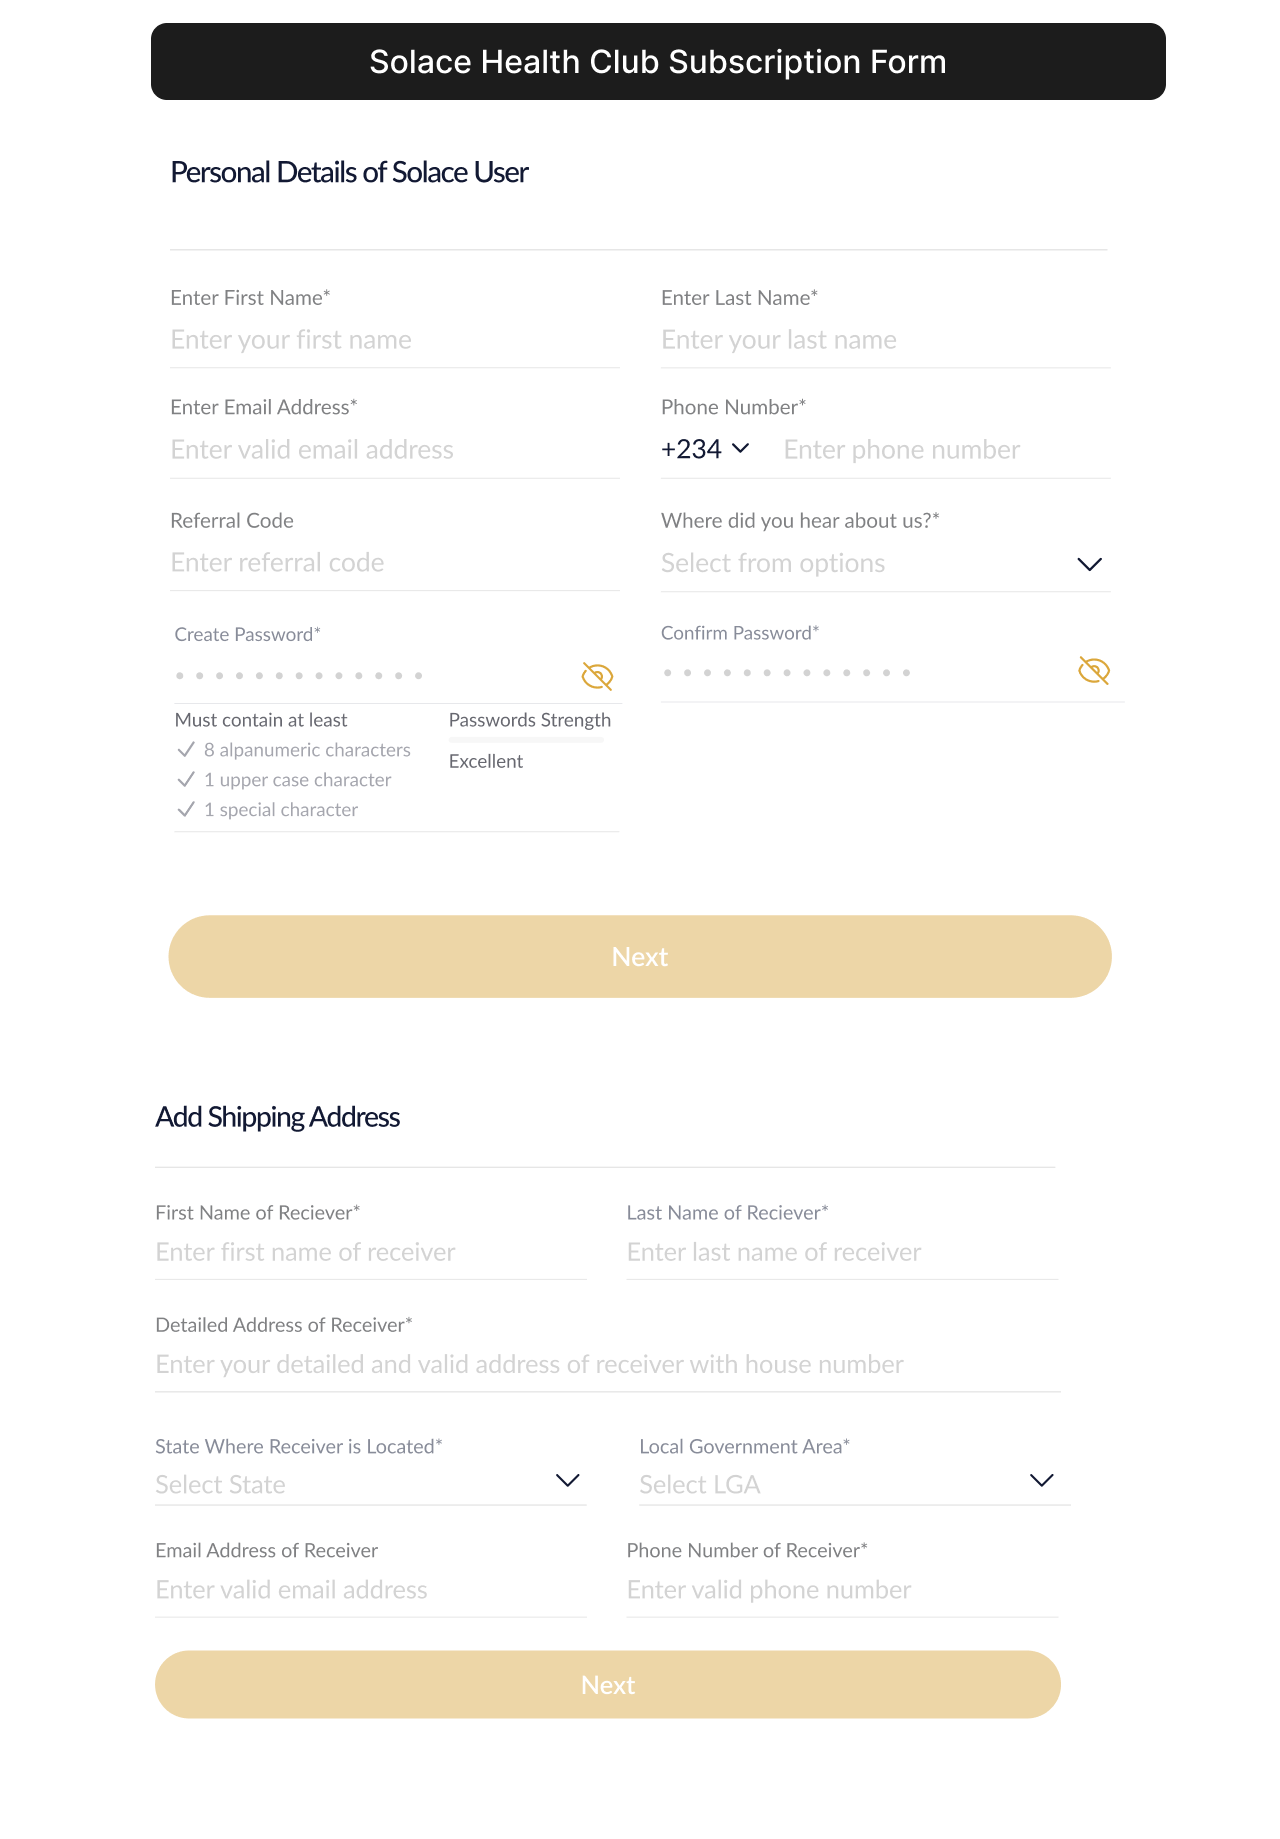 Solace Health Club Subscription Form
Personal Details of Solace User
Enter First Name*
Enter Last Name*
Enter your first name
Enter your last name
Enter Email Address*
Phone Number*
Enter valid email address
+234
Enter phone number
Referral Code
Where did you hear about us?*
Enter referral code
Select from options
Create Password*
Confirm Password*
Must contain at least
8 alpanumeric characters
1 upper case character
1 special character
Passwords Strength
Excellent
Next
Add Shipping Address
First Name of Reciever*
Last Name of Reciever*
Enter first name of receiver
Enter last name of receiver
Detailed Address of Receiver*
Enter your detailed and valid address of receiver with house number
State Where Receiver is Located*
Local Government Area*
Select State
Select LGA
Email Address of Receiver
Phone Number of Receiver*
Enter valid email address
Enter valid phone number
Next